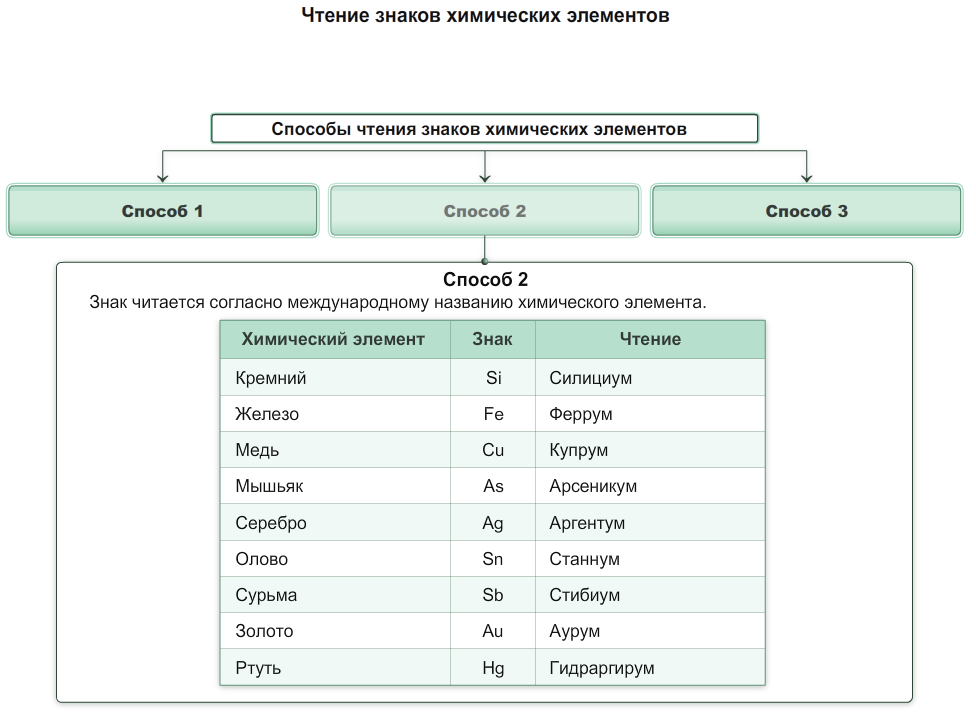 Чтение знаков химических элементов
Способы чтения знаков химических элементов
Способ 1 Способ 2 Способ 3
Способ 2
Знак читается согласно международному названию химического элемента.
Химический элемент Знак Чтение
Кремний Si Силициум
Железо Fe Феррум
Медь Cu Купрум
Мышьяк As Арсеникум
Серебро Ag Аргентум
Олово Sn Станнум
Сурьма Sb Стибиум
Золото Au Аурум
Ртуть Hg Гидраргирум